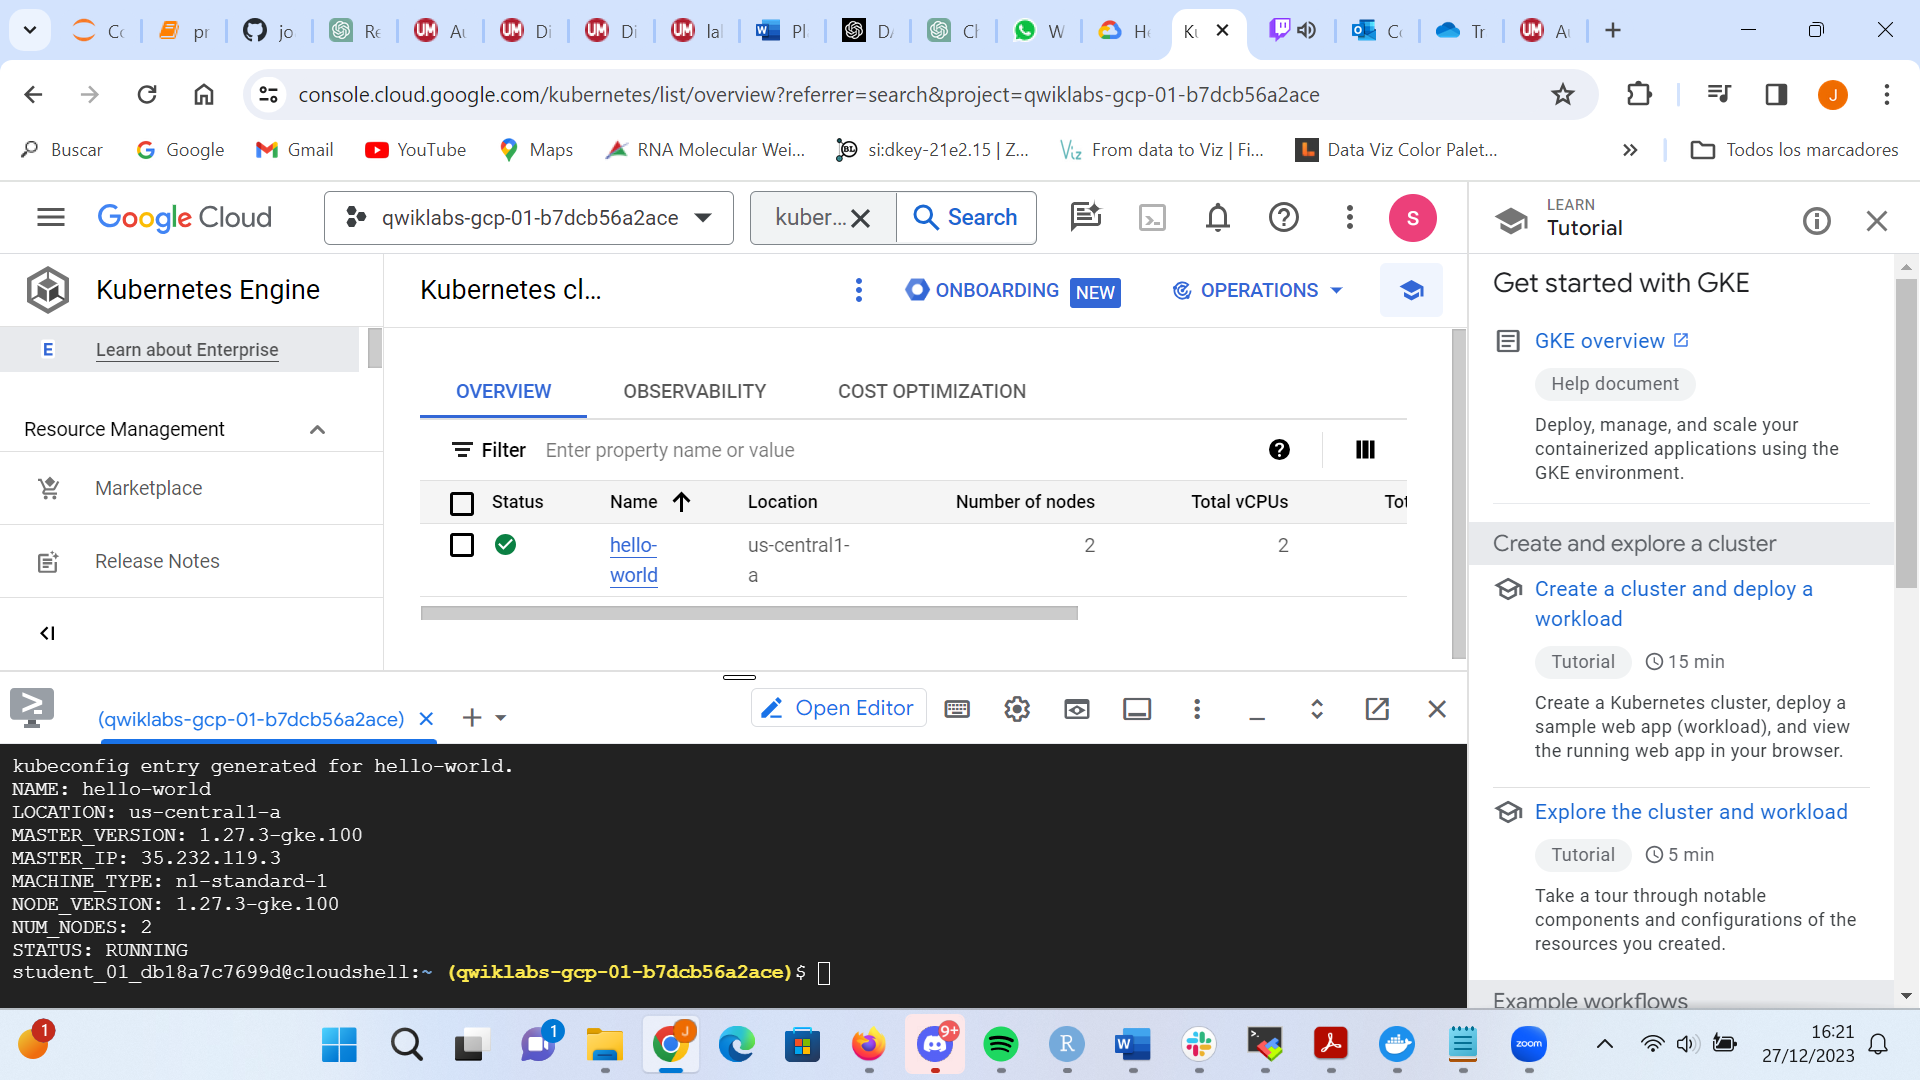 Cc
pr
jo
Re
Au
Di
Di
lal
Pl
D/
Cl
W
He
Ku
Cc
Tr
Au
console.cloud.google.com/kubernetes/list/overview?referrer=search&project=qwiklabs-gcp-01-b7dcb56a2ace
J
Buscar
Google
Gmail
YouTube
Maps
RNA Molecular Wei...
si:dkey-21e2.15 | Z...
From data to Viz | Fi...
Data Viz Color Palet...
Todos los marcadores
Google Cloud
qwiklabs-gcp-01-b7dcb56a2ace
kuber...
Search
S
LEARN
Tutorial
Kubernetes Engine
E Learn about Enterprise
Resource Management
Marketplace
Release Notes
Kubernetes cl...
ONBOARDING NEW
OPERATIONS
OVERVIEW
OBSERVABILITY
COST OPTIMIZATION
Filter Enter property name or value
Status Name Location Number of nodes Total vCPUs Tot
hello- us-central1- 2 2
world a
Get started with GKE
GKE overview
Help document
Deploy, manage, and scale your
containerized applications using the
GKE environment.
Create and explore a cluster
Create a cluster and deploy a
workload
Tutorial 15 min
Create a Kubernetes cluster, deploy a
sample web app (workload), and view
the running web app in your browser.
Explore the cluster and workload
Tutorial 5 min
Take a tour through notable
components and configurations of the
resources you created.
Example workflows
(qwiklabs-gcp-01-b7dcb56a2ace)
Open Editor
kubeconfig entry generated for hello-world.
NAME: hello-world
LOCATION: us-central1-a
MASTER_VERSION: 1.27.3-gke.100
MASTER_IP: 35.232.119.3
MACHINE_TYPE: n1-standard-1
NODE_VERSION: 1.27.3-gke.100
NUM_NODES: 2
STATUS: RUNNING
student_01_db18a7c7699d@cloudshell:~ (qwiklabs-gcp-01-b7dcb56a2ace)$
1
1
J
9+
R
W
zoom
16:21
27/12/2023